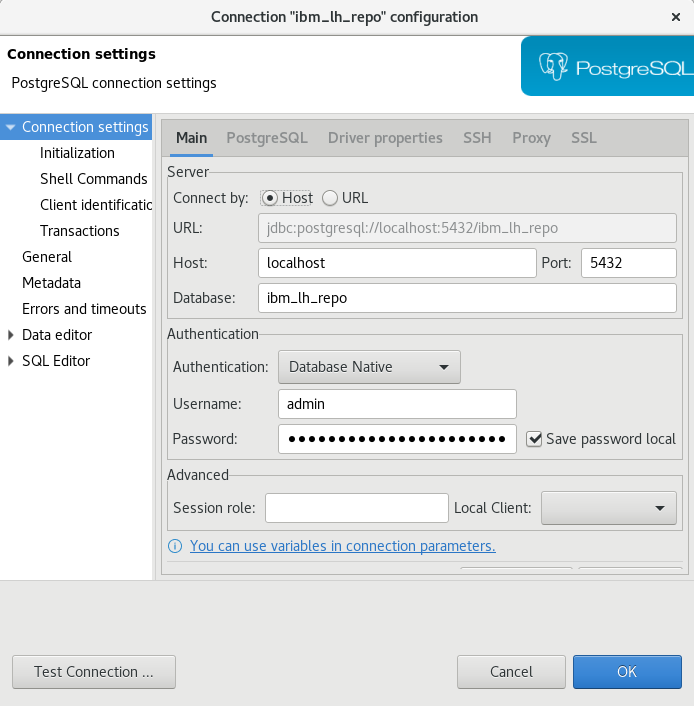 Connection "ibm_lh_repo" configuration
Connection settings
PostgreSQL connection settings
PostgreSQL
Connection settings
Initialization
Shell Commands
Client identificatic
Transactions
General
Metadata
Errors and timeouts
Data editor
SQL Editor
Main PostgreSQL Driver properties SSH Proxy SSL
Server
Connect by: Host URL
URL: jdbc:postgresql://localhost:5432/ibm_lh_repo
Host: localhost Port: 5432
Database: ibm_lh_repo
Authentication
Authentication: Database Native
Username: admin
Password: ●●●●●●●●●●●●●●●●●●●●●● Save password local
Advanced
Session role: Local Client:
You can use variables in connection parameters.
Test Connection ... Cancel OK